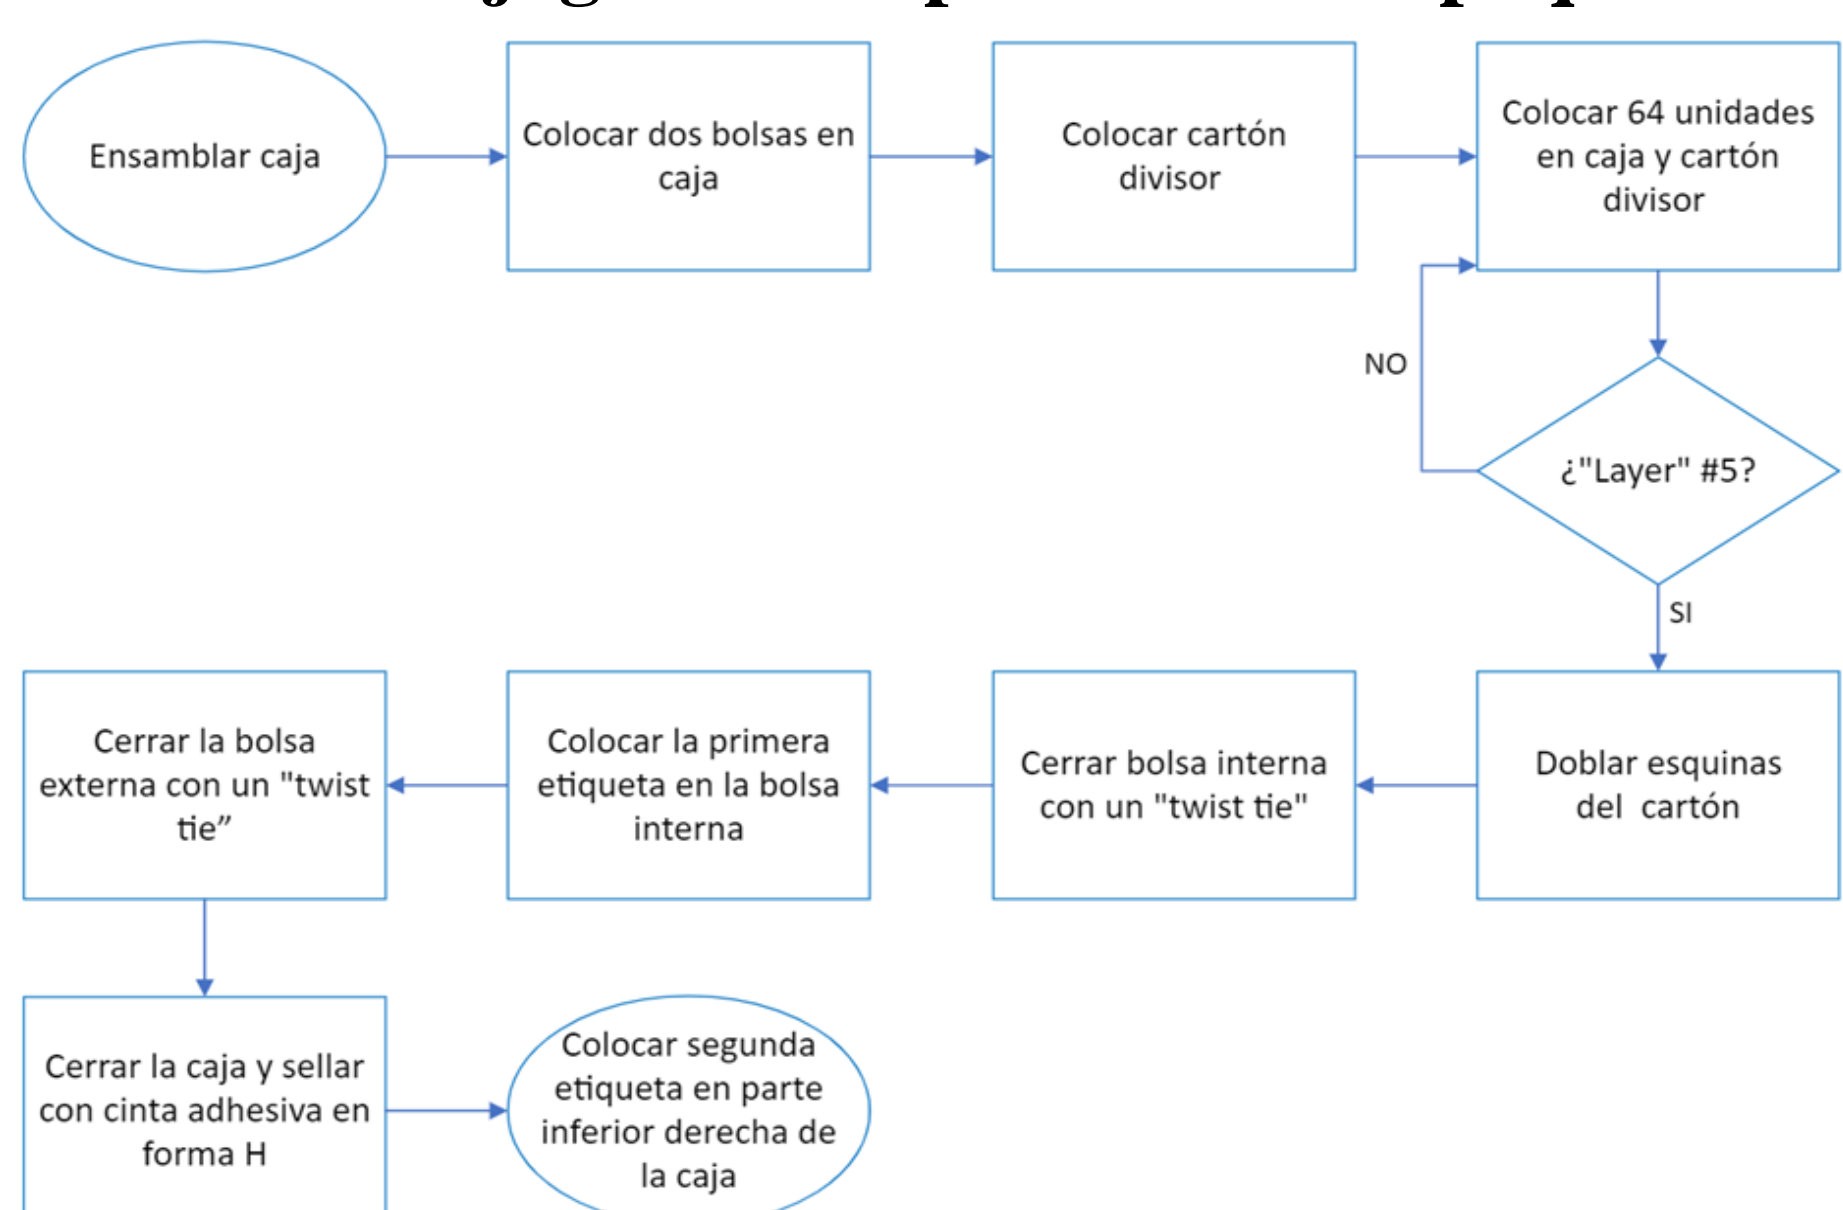 Ensamblar caja
Colocar dos bolsas en
caja
Colocar cartón
divisor
Colocar 64 unidades
en caja y cartón
divisor
NO
¿"Layer" #5?
SI
Doblar esquinas
del  cartón
Cerrar bolsa interna
con un "twist tie"
Colocar la primera
etiqueta en la bolsa
interna
Cerrar la bolsa
externa con un "twist
tie”
Cerrar la caja y sellar
con cinta adhesiva en
forma H
Colocar segunda
etiqueta en parte
inferior derecha de
la caja